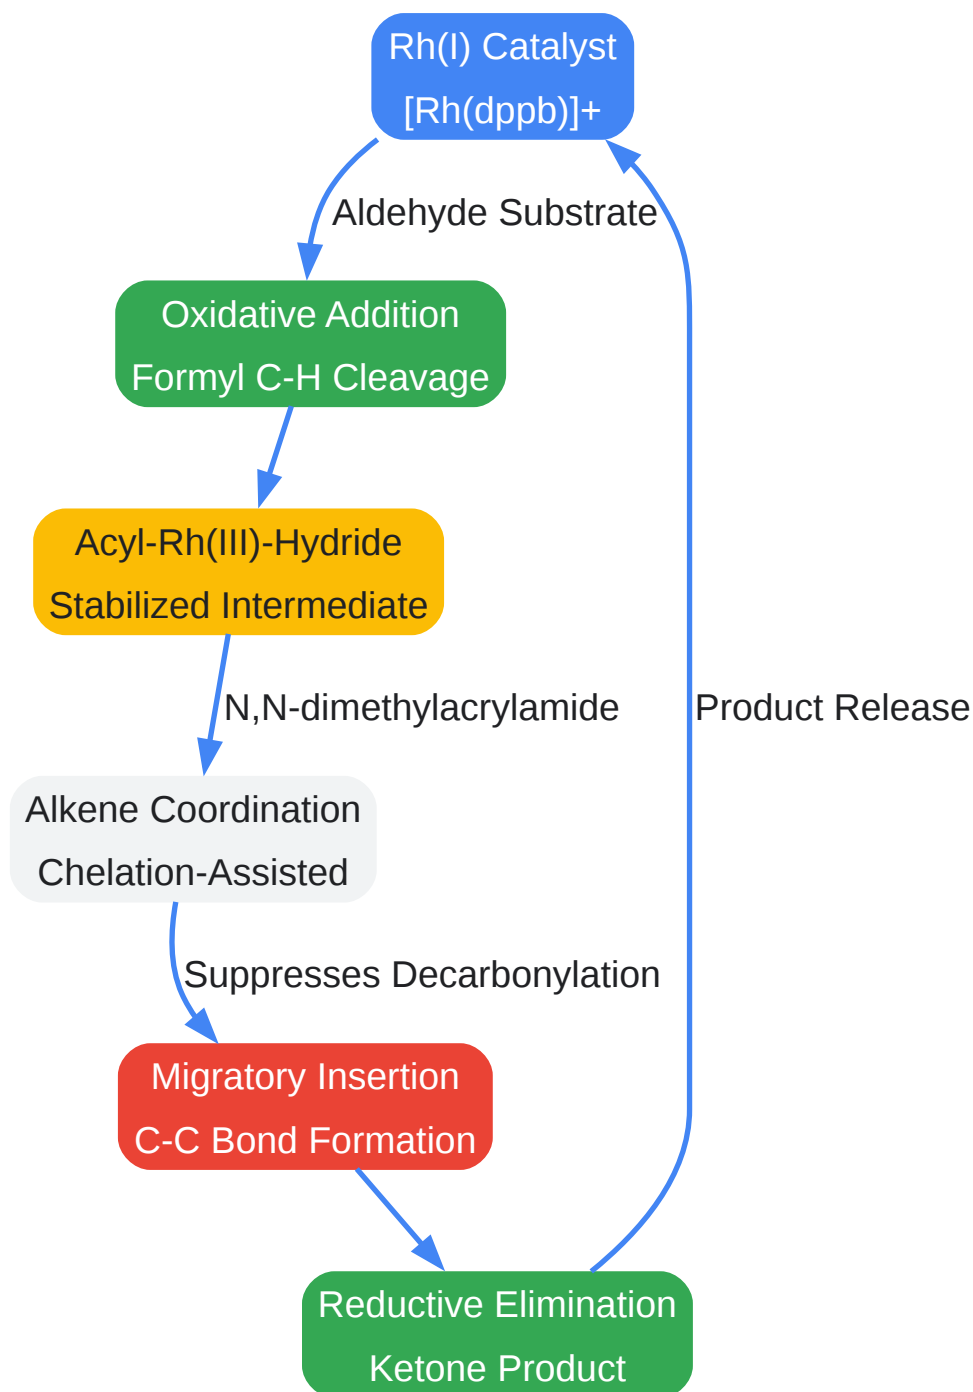 Rh(I) Catalyst
[Rh(dppb)]+
Aldehyde Substrate
Oxidative Addition
Formyl C-H Cleavage
Acyl-Rh(III)-Hydride
Stabilized Intermediate
N,N-dimethylacrylamide
Product Release
Alkene Coordination
Chelation-Assisted
Suppresses Decarbonylation
Migratory Insertion
C-C Bond Formation
Reductive Elimination
Ketone Product